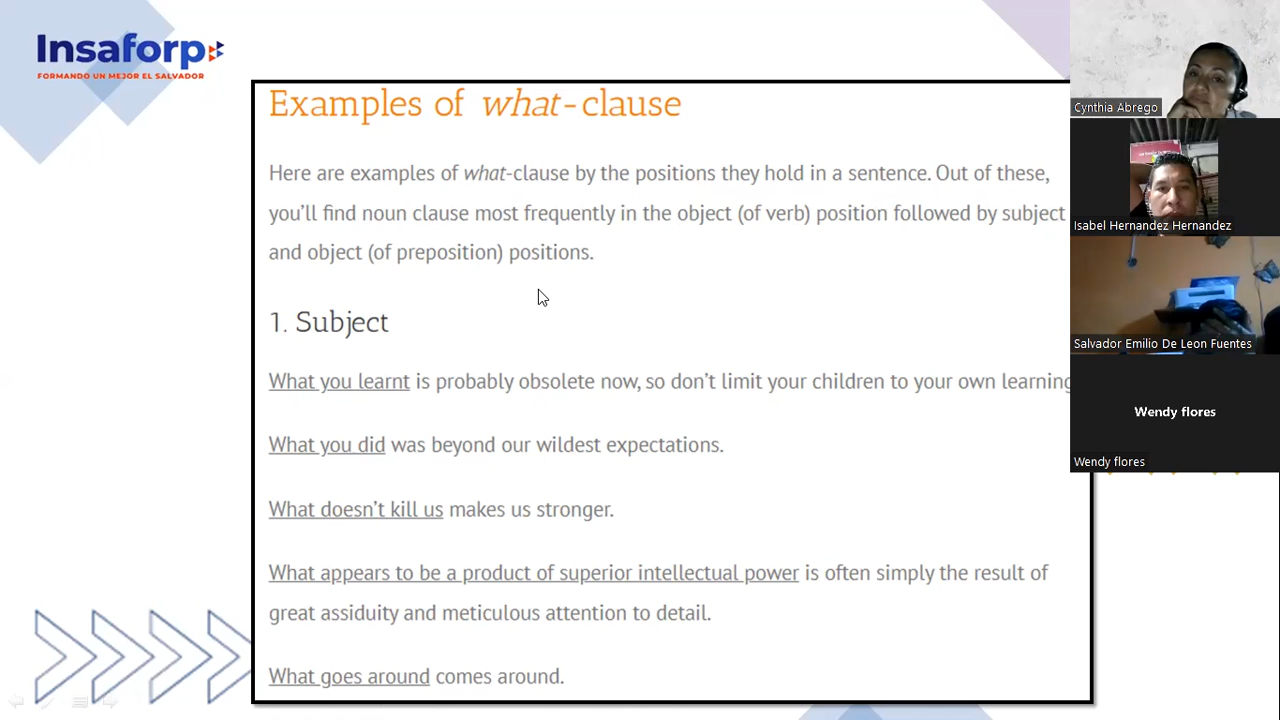 Insaforp
FORMANDO UN MEJOR EL SALVADOR
Examples of what-clause
Here are examples of what-clause by the positions they hold in a sentence. Out of these,
you'll find noun clause most frequently in the object (of verb) position followed by subject
and object (of preposition) positions.
1. Subject
What you learnt is probably obsolete now, so don't limit your children to your own learning
What you did was beyond our wildest expectations.
What doesn't kill us makes us stronger.
What appears to be a product of superior intellectual power is often simply the result of
great assiduity and meticulous attention to detail.
What goes around comes around.
Cynthia Abrego
Isabel Hernandez Hernandez
Salvador Emilio De Leon Fuentes
Wendy flores
Wendy flores